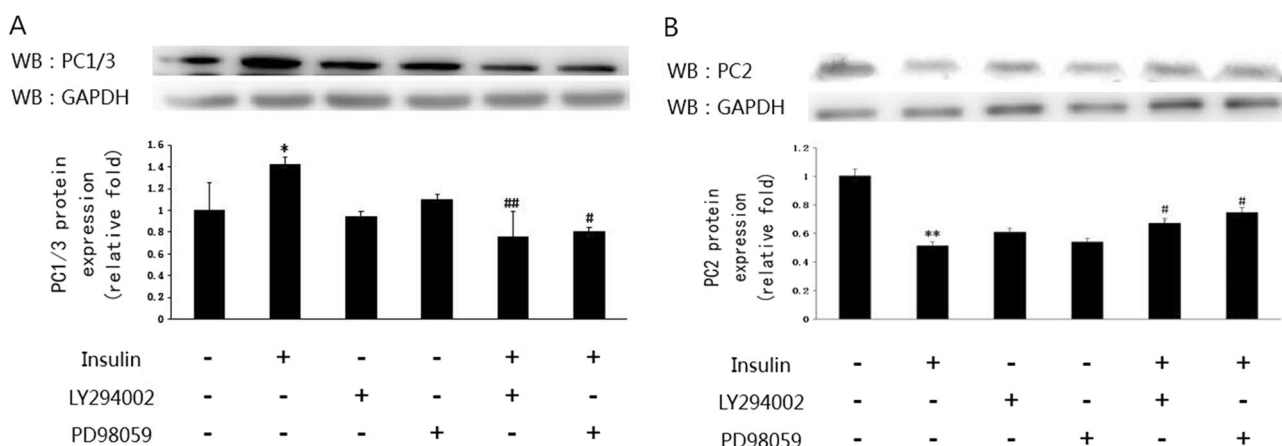 A
WB : PC1/3
WB : GAPDH
PC1/3 protein
expression
(relative fold)
1.6
1.4
1.2
1
0.8
0.6
0.4
0.2
0
*
##
#
Insulin - + - - + +
LY294002 - - + - + -
PD98059 - - - + - +
B
WB : PC2
WB : GAPDH
PC2 protein
expression
(relative fold)
1.2
1
0.8
0.6
0.4
0.2
0
**
#
#
Insulin - + - - + +
LY294002 - - + - + -
PD98059 - - - + - +